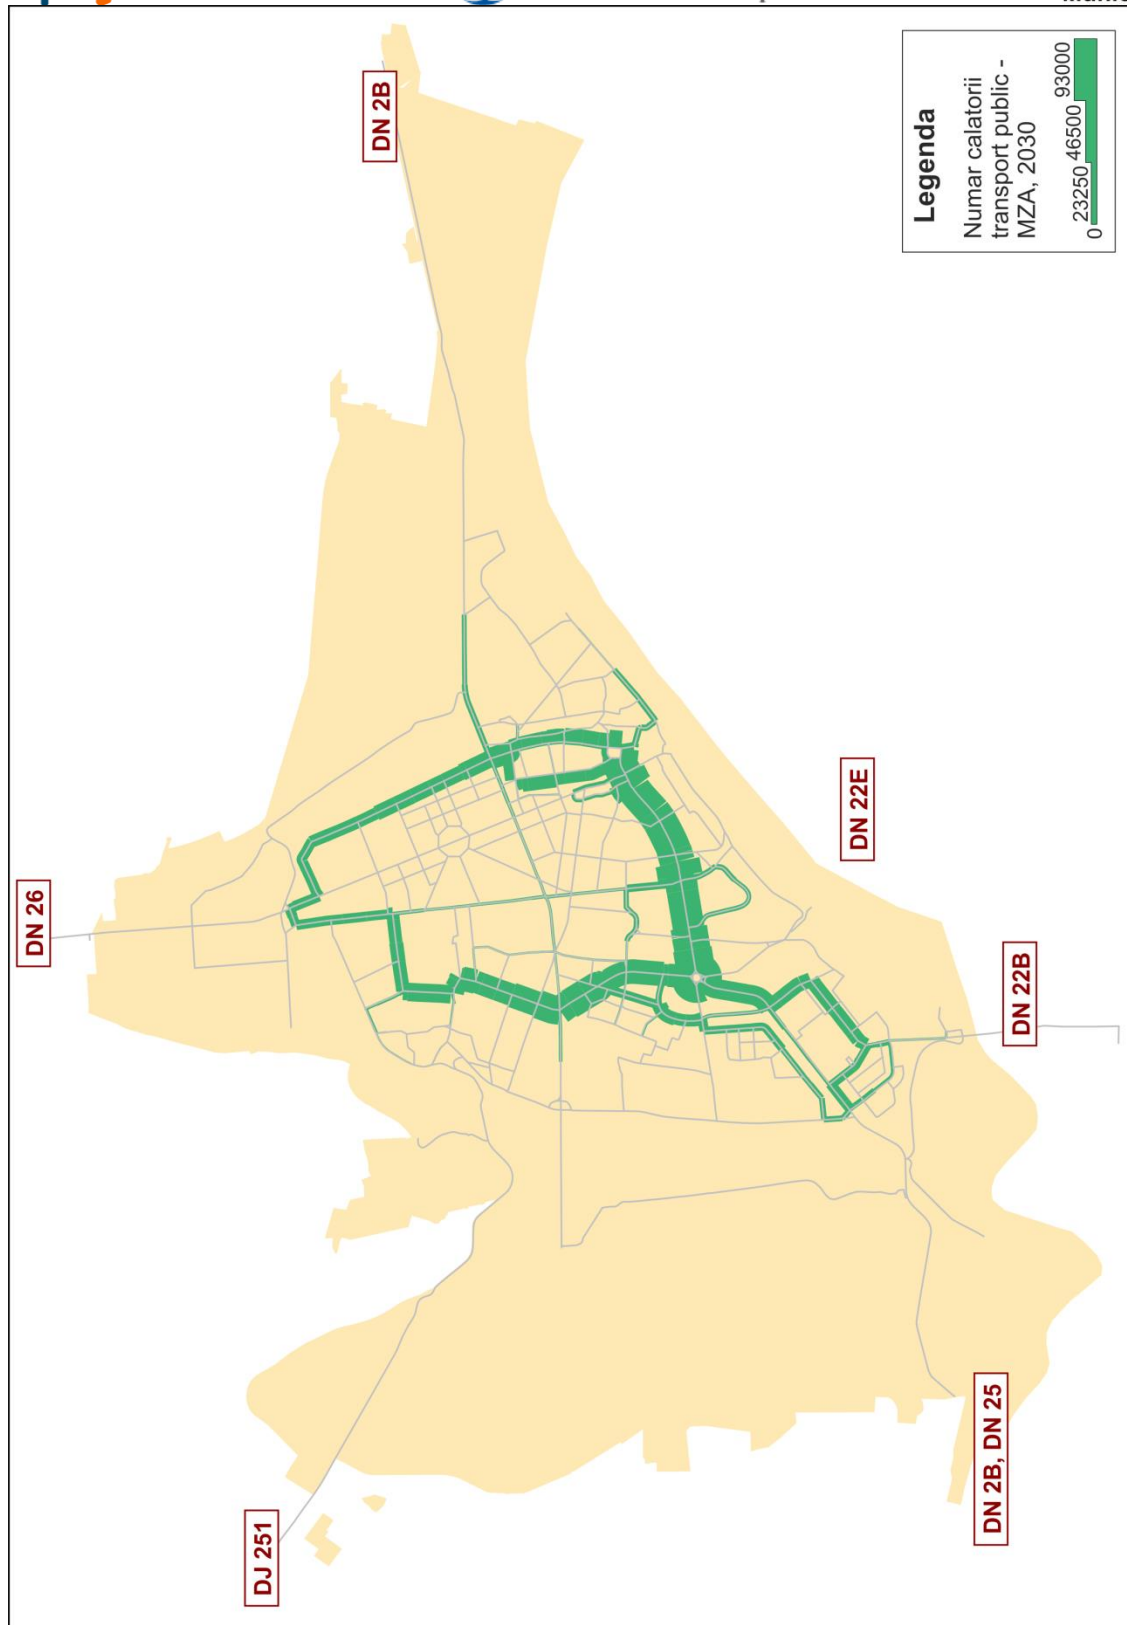 DN 2B
DN 26
DN 22E
DN 22B
DN 2B, DN 25
DJ 251
Legenda
Numar calatorii
transport public -
MZA, 2030
0 23250 46500 93000